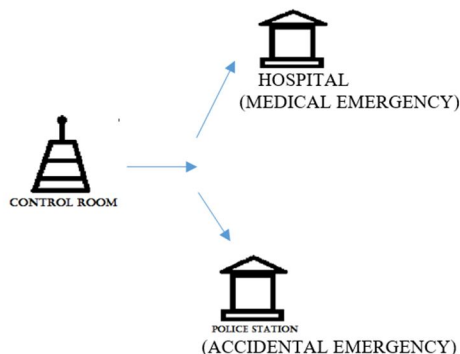 HOSPITAL
(MEDICAL EMERGENCY)
CONTROL ROOM
POLICE STATION
(ACCIDENTAL EMERGENCY)